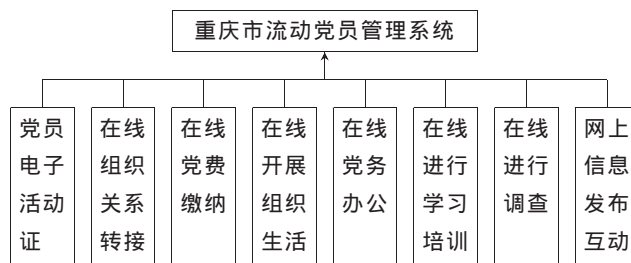 重庆市流动党员管理系统
党员
电子
活动
证
在线
组织
关系
转接
在线
党费
缴纳
在线
开展
组织
生活
在线
党务
办公
在线
进行
学习
培训
在线
进行
调查
网上
信息
发布
互动